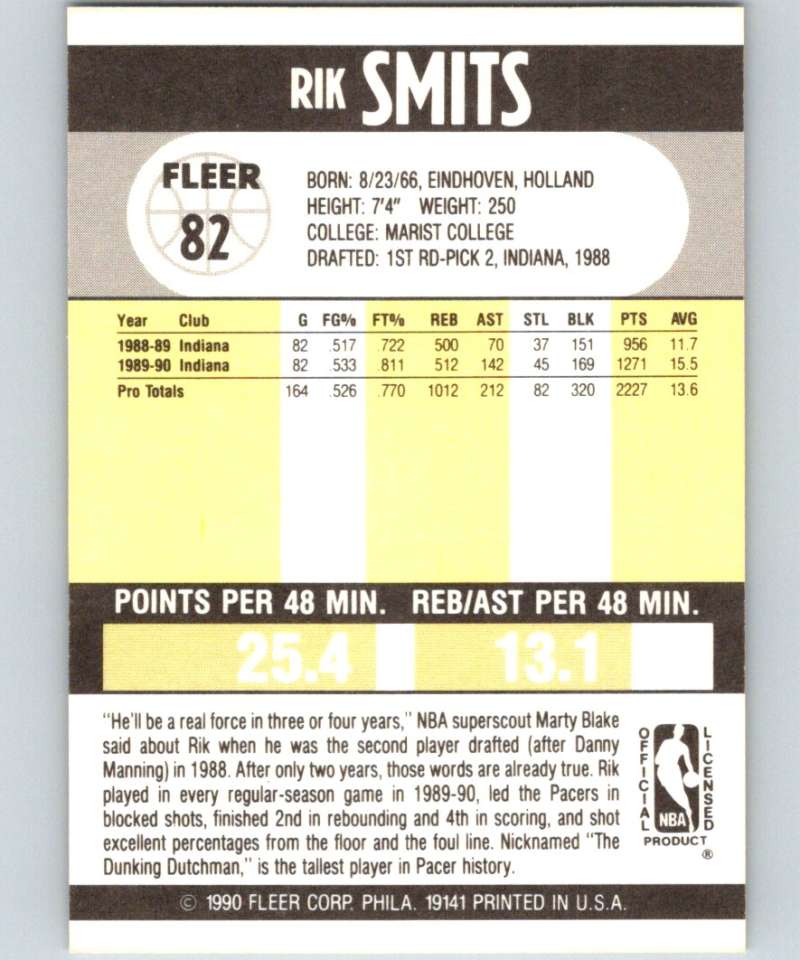 RIK SMITS
FLEER
82
BORN: 8/23/66, EINDHOVEN, HOLLAND
HEIGHT: 7'4" WEIGHT: 250
COLLEGE: MARIST COLLEGE
DRAFTED: 1ST RD-PICK 2, INDIANA, 1988
Year Club G FG% FT% REB AST STL BLK PTS AVG
1988-89 Indiana 82 .517 .722 500 70 37 151 956 11.7
1989-90 Indiana 82 .533 .811 512 142 45 169 1271 15.5
Pro Totals 164 .526 .770 1012 212 82 320 2227 13.6
POINTS PER 48 MIN. REB/AST PER 48 MIN.
25.4 13.1
"He'll be a real force in three or four years," NBA superscout Marty Blake
said about Rik when he was the second player drafted (after Danny
Manning) in 1988. After only two years, those words are already true. Rik
played in every regular-season game in 1989-90, led the Pacers in
blocked shots, finished 2nd in rebounding and 4th in scoring, and shot
excellent percentages from the floor and the foul line. Nicknamed "The
Dunking Dutchman," is the tallest player in Pacer history.
OFFICIAL
NBA
LICENSED
PRODUCT
®
© 1990 FLEER CORP. PHILA. 19141 PRINTED IN U.S.A.